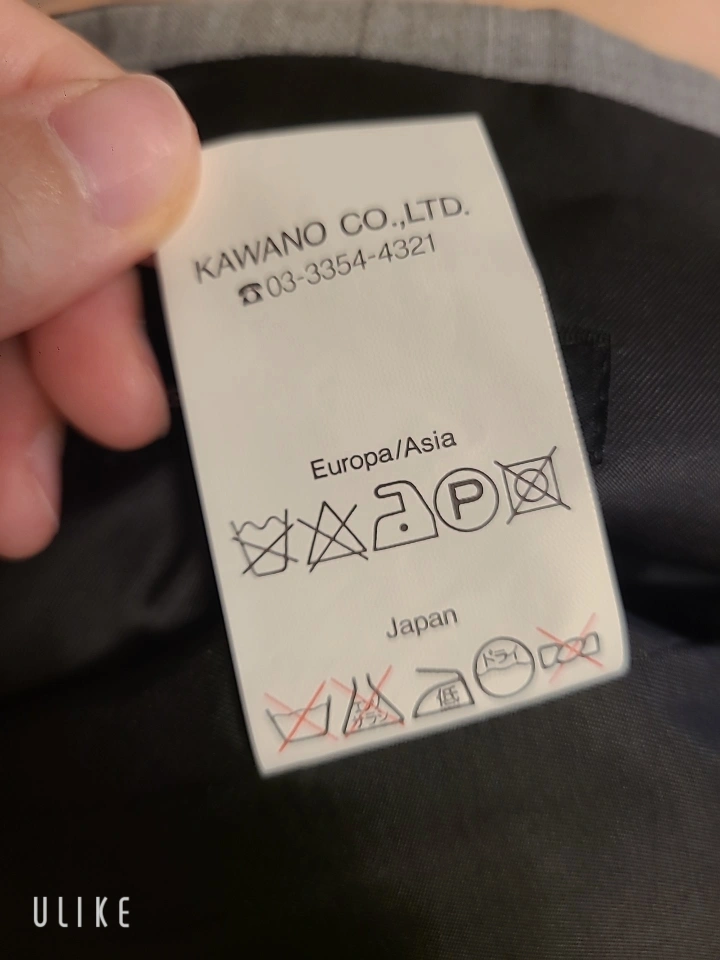 KAWANO CO.,LTD.
☎03-3354-4321
Europa/Asia
P
Japan
エンソ サラシ
低
ドライ
ULIKE